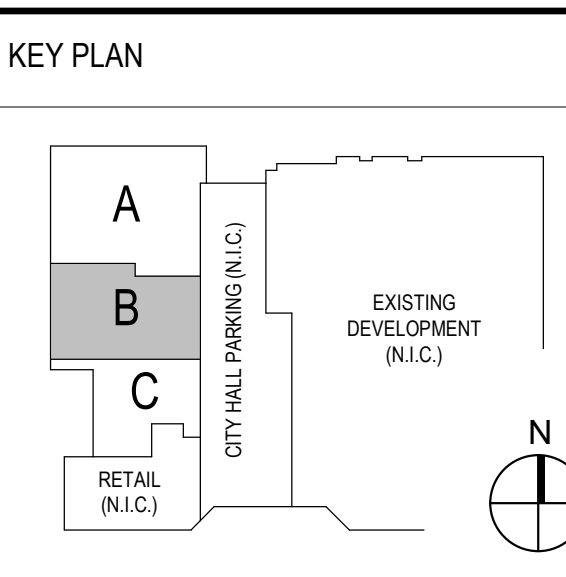 KEY PLAN
A
B
C
CITY HALL PARKING (N.I.C.)
EXISTING
DEVELOPMENT
(N.I.C.)
RETAIL
(N.I.C.)
N